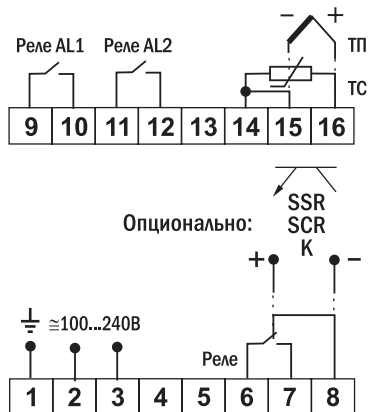 − +
Реле AL1 Реле AL2 ТП
ТС
9 10 11 12 13 14 15 16
SSR
Опционально: SCR
K
+ −
≅100...240В
Реле
1 2 3 4 5 6 7 8